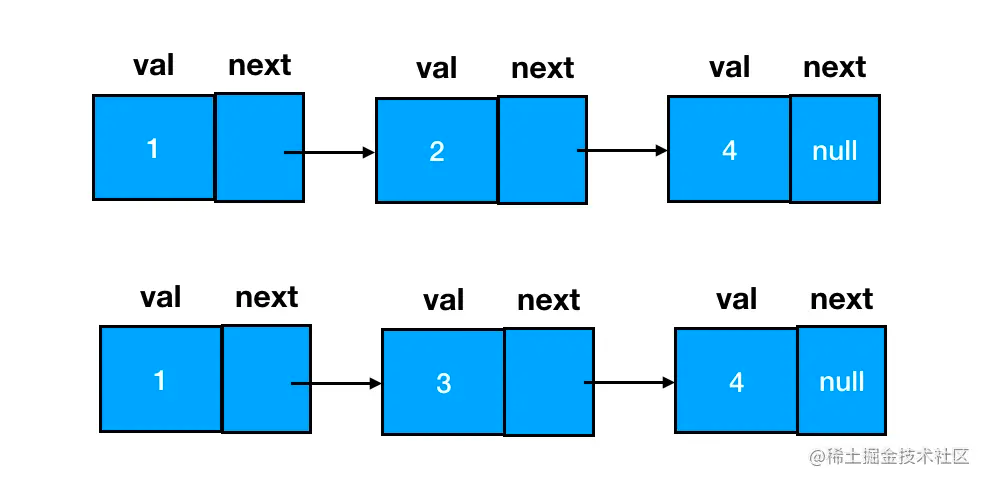 val next val next val next
1 2 4 null
val next val next val next
1 3 4 null
@稀土掘金技术社区